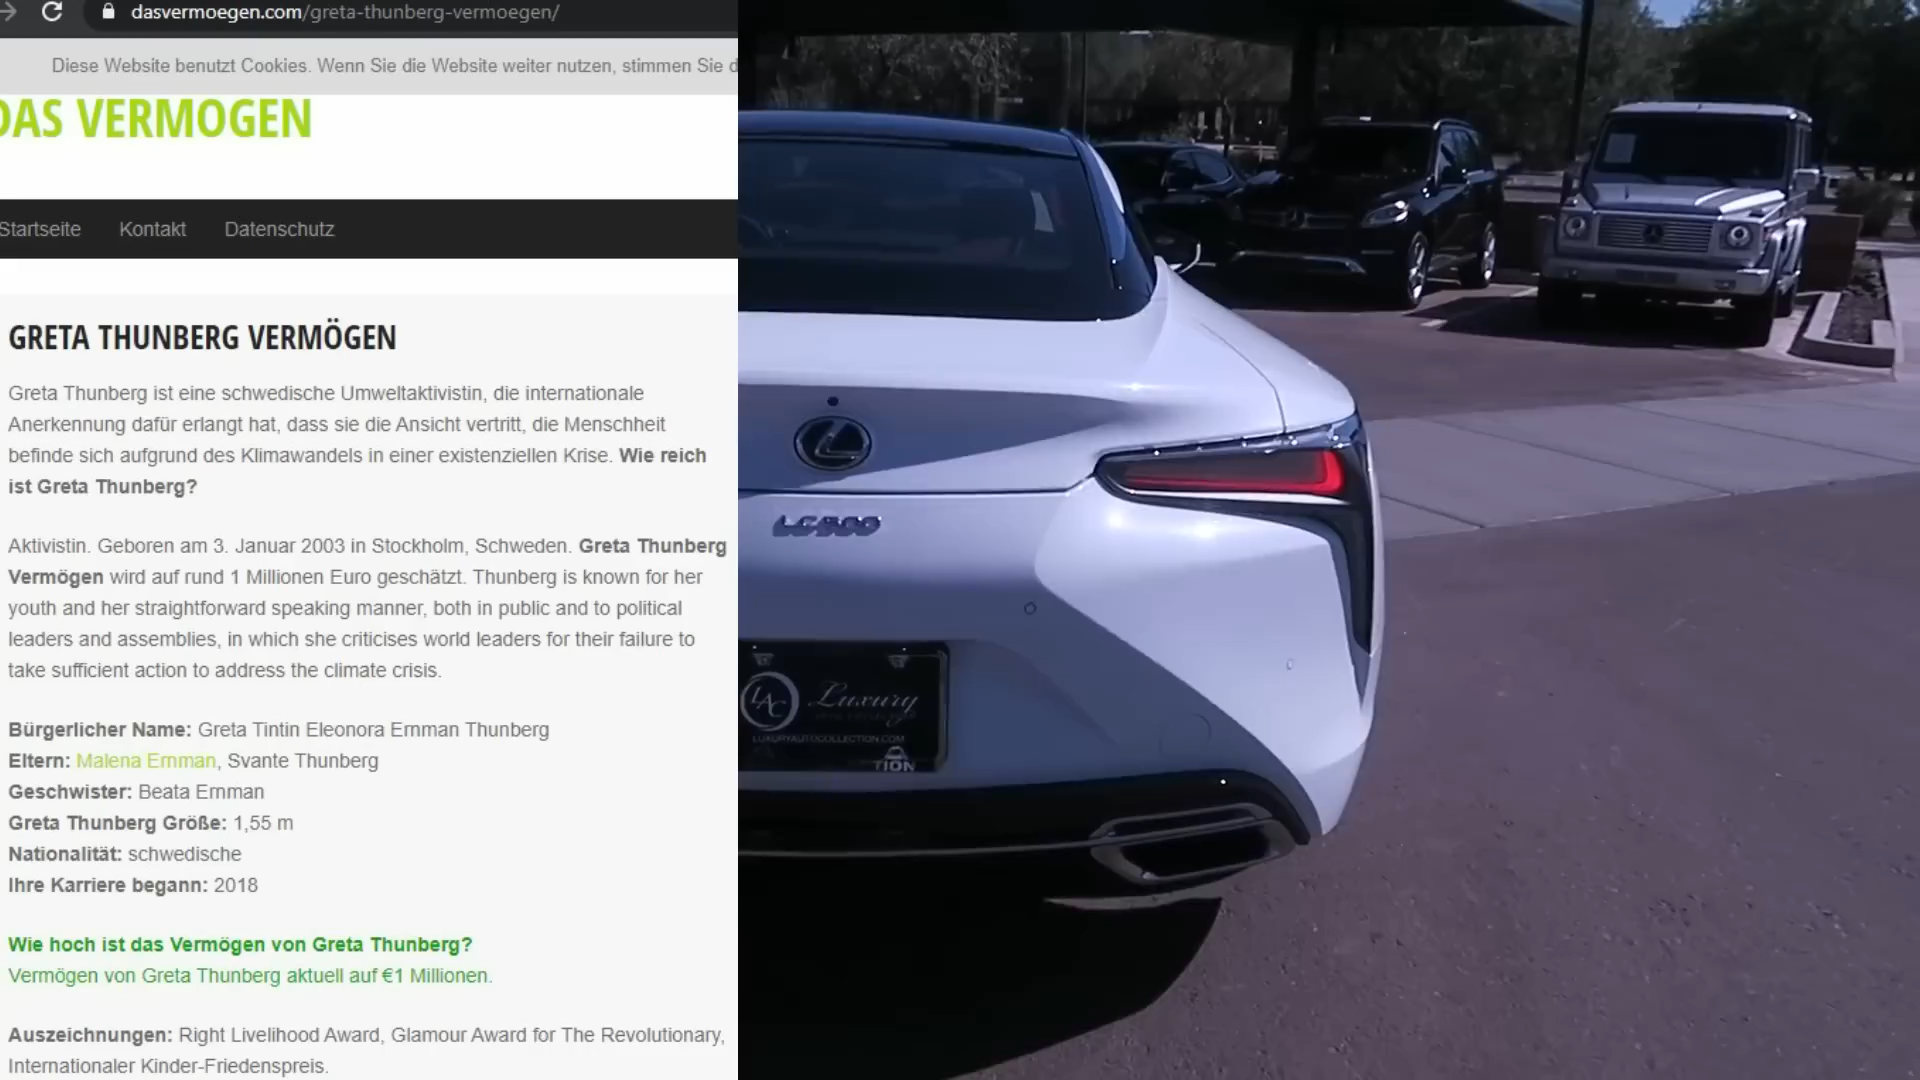 dasvermoegen.com/greta-thunberg-vermoegen/
Diese Website benutzt Cookies. Wenn Sie die Website weiter nutzen, stimmen Sie d
DAS VERMOGEN
Startseite Kontakt Datenschutz
GRETA THUNBERG VERMÖGEN
Greta Thunberg ist eine schwedische Umweltaktivistin, die internationale
Anerkennung dafür erlangt hat, dass sie die Ansicht vertritt, die Menschheit
befinde sich aufgrund des Klimawandels in einer existenziellen Krise. Wie reich
ist Greta Thunberg?
Aktivistin. Geboren am 3. Januar 2003 in Stockholm, Schweden. Greta Thunberg
Vermögen wird auf rund 1 Millionen Euro geschätzt. Thunberg is known for her
youth and her straightforward speaking manner, both in public and to political
leaders and assemblies, in which she criticises world leaders for their failure to
take sufficient action to address the climate crisis.
Bürgerlicher Name: Greta Tintin Eleonora Ernman Thunberg
Eltern: Malena Ernman, Svante Thunberg
Geschwister: Beata Ernman
Greta Thunberg Größe: 1,55 m
Nationalität: schwedische
Ihre Karriere begann: 2018
Wie hoch ist das Vermögen von Greta Thunberg?
Vermögen von Greta Thunberg aktuell auf €1 Millionen.
Auszeichnungen: Right Livelihood Award, Glamour Award for The Revolutionary,
Internationaler Kinder-Friedenspreis.
LC500
LAC Luxury
LUXURYAUTOCOLLECTION.COM
TION